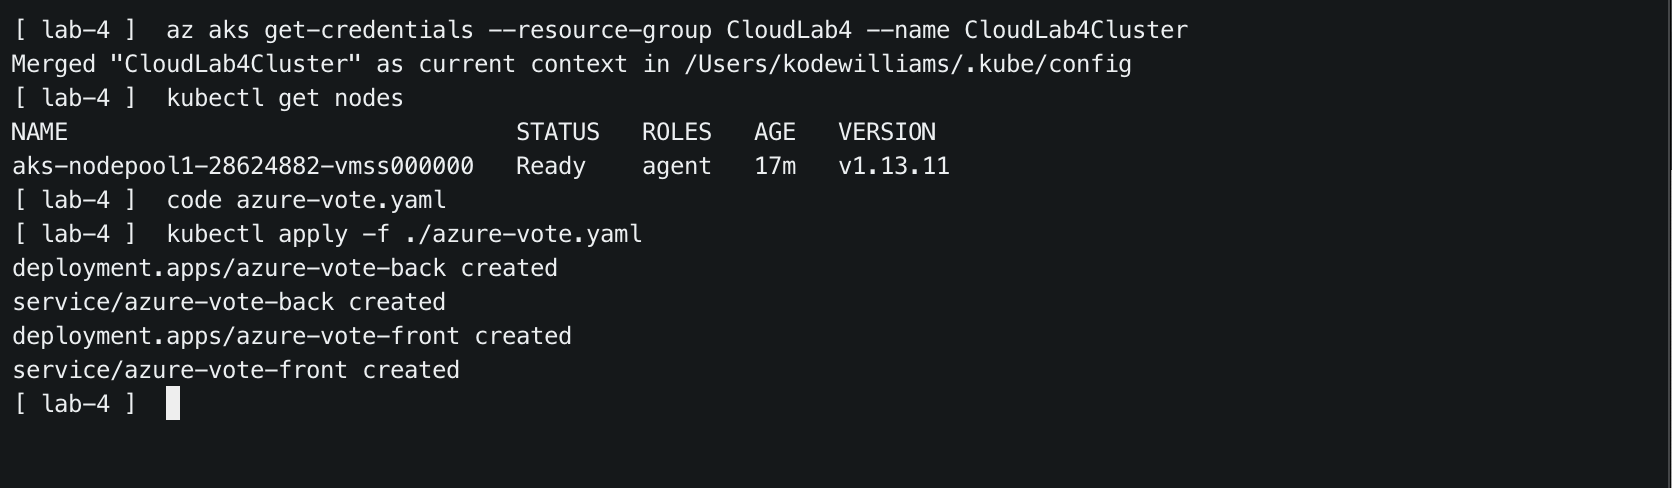 [ lab-4 ]  az aks get-credentials --resource-group CloudLab4 --name CloudLab4Cluster
Merged "CloudLab4Cluster" as current context in /Users/kodewilliams/.kube/config
[ lab-4 ]  kubectl get nodes
NAME                                STATUS   ROLES   AGE   VERSION
aks-nodepool1-28624882-vmss000000   Ready    agent   17m   v1.13.11
[ lab-4 ]  code azure-vote.yaml
[ lab-4 ]  kubectl apply -f ./azure-vote.yaml
deployment.apps/azure-vote-back created
service/azure-vote-back created
deployment.apps/azure-vote-front created
service/azure-vote-front created
[ lab-4 ]